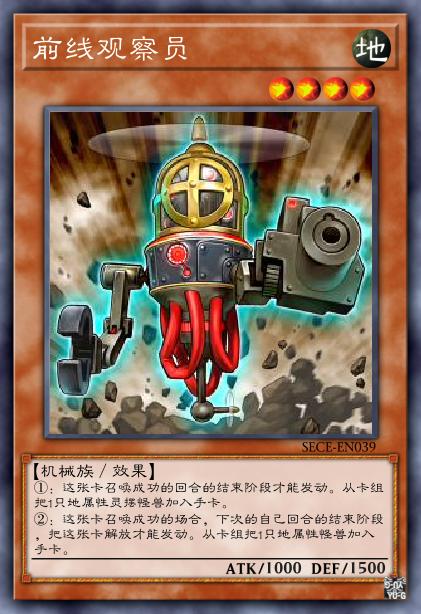 前线观察员
地
SECE-EN039
【机械族／效果】
①：这张卡召唤成功的回合的结束阶段才能发动。从卡组
把1只地属性灵摆怪兽加入手卡。
②：这张卡召唤成功的场合，下次的自己回合的结束阶段
，把这张卡解放才能发动。从卡组把1只地属性怪兽加入
手卡。
ATK/1000 DEF/1500